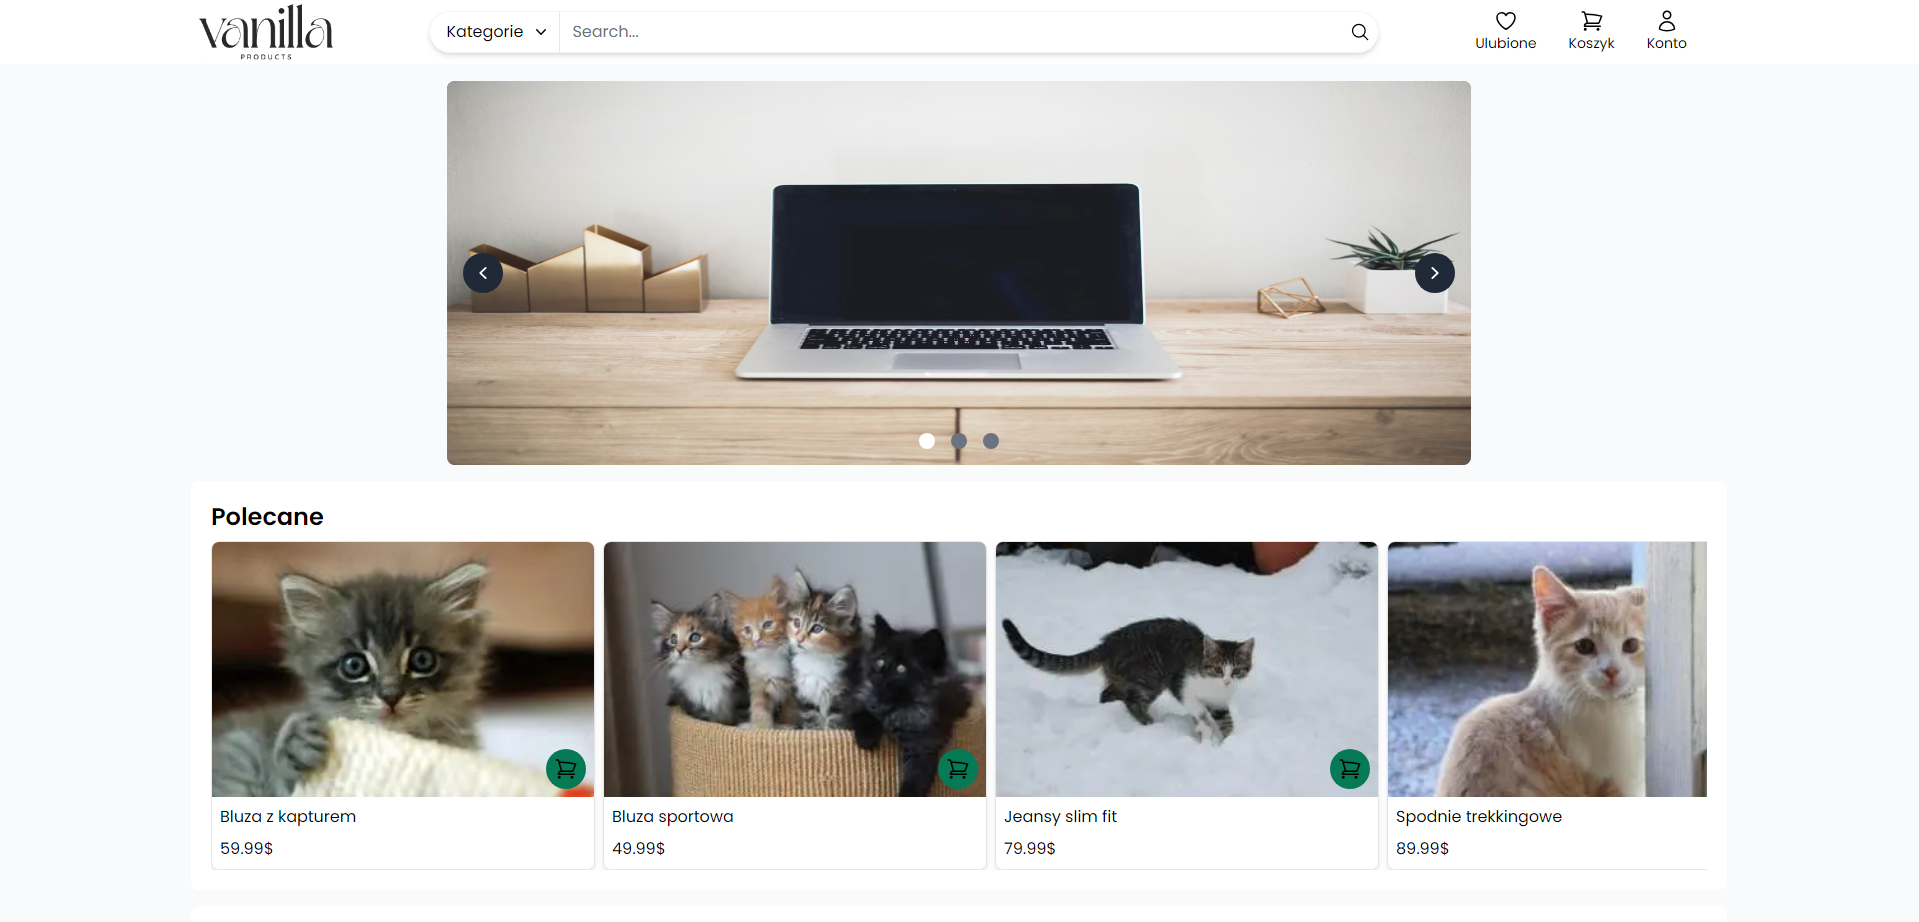 vanilla
PRODUCTS
Kategorie
Search...
Ulubione
Koszyk
Konto
Polecane
Bluza z kapturem
59.99$
Bluza sportowa
49.99$
Jeansy slim fit
79.99$
Spodnie trekkingowe
89.99$